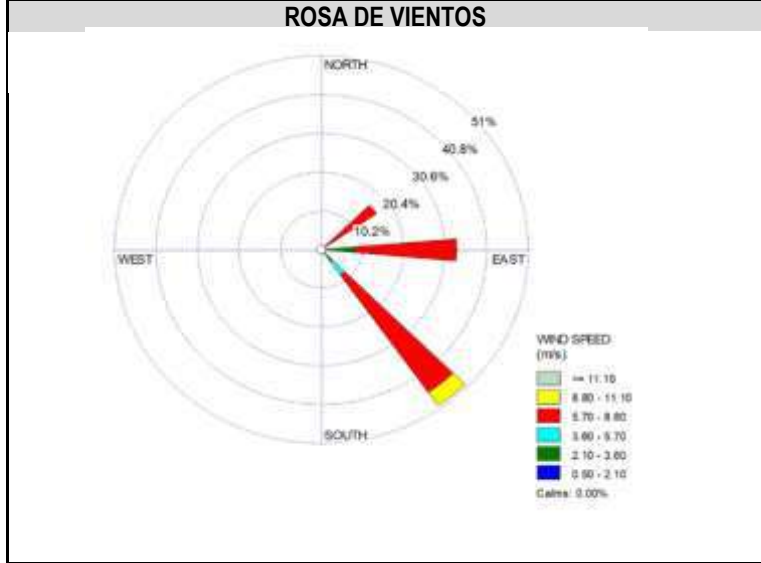 ROSA DE VIENTOS
NORTH
51%
40.8%
30.6%
20.4%
10.2%
WEST
EAST
SOUTH
WIND SPEED
(m/s)
>= 11.10
8.80 - 11.10
5.70 - 8.80
3.60 - 5.70
2.10 - 3.60
0.50 - 2.10
Calms: 0.00%